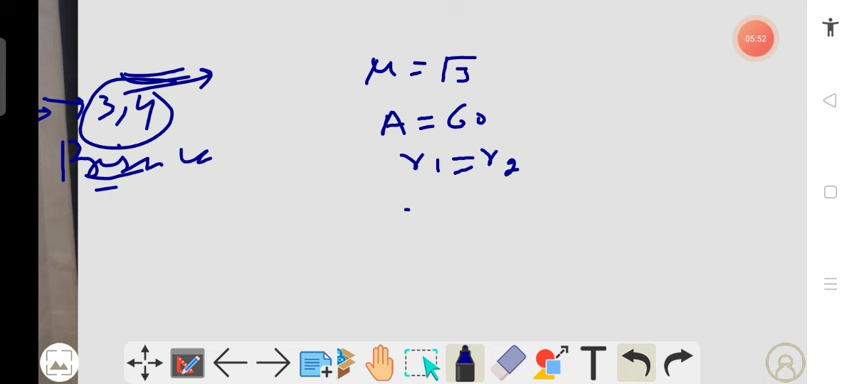 05:52
μ = √3
3,4
A = 60
r1 = r2
T